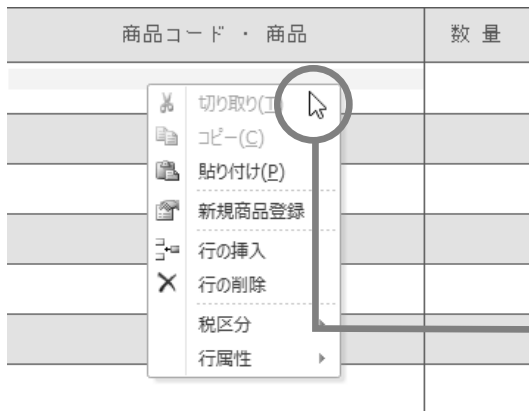 商品コード ・ 商品
数 量
切り取り(T)
コピー(C)
貼り付け(P)
新規商品登録
行の挿入
行の削除
税区分
行属性